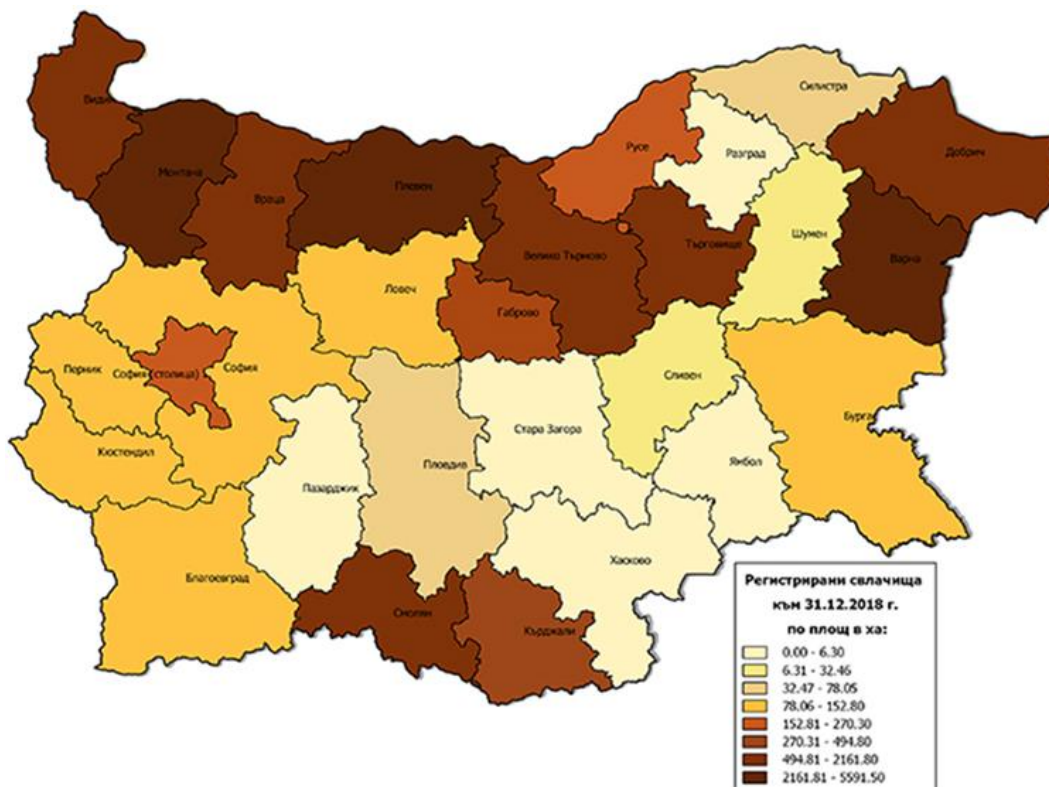 Силистра
Видин
Русе
Добрич
Разград
Монтана
Плевен
Враца
Шумен
Търговище
Велико Търново
Варна
Ловеч
Габрово
Перник
София (столица)
София
Сливен
Бургас
Стара Загора
Кюстендил
Янбол
Пловдив
Пазарджик
Хасково
Благоевград
Смолян
Кърджали
Регистрирани свлачища
към 31.12.2018 г.
по площ в ха:
0.00 - 6.30
6.31 - 32.46
32.47 - 78.05
78.06 - 152.80
152.81 - 270.30
270.31 - 494.80
494.81 - 2161.80
2161.81 - 5591.50